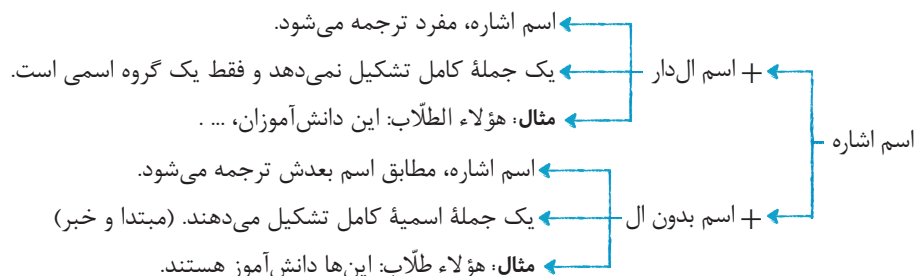 اسم اشاره، مفرد ترجمه می‌شود.
+ اسم ال‌دار
یک جملهٔ کامل تشکیل نمی‌دهد و فقط یک گروه اسمی است.
مثال: هؤلاء الطلّاب: این دانش‌آموزان، ... .
اسم اشاره
اسم اشاره، مطابق اسم بعدش ترجمه می‌شود.
+ اسم بدون ال
یک جملهٔ اسمیهٔ کامل تشکیل می‌دهند. (مبتدا و خبر)
مثال: هؤلاء طلّاب: این‌ها دانش‌آموز هستند.